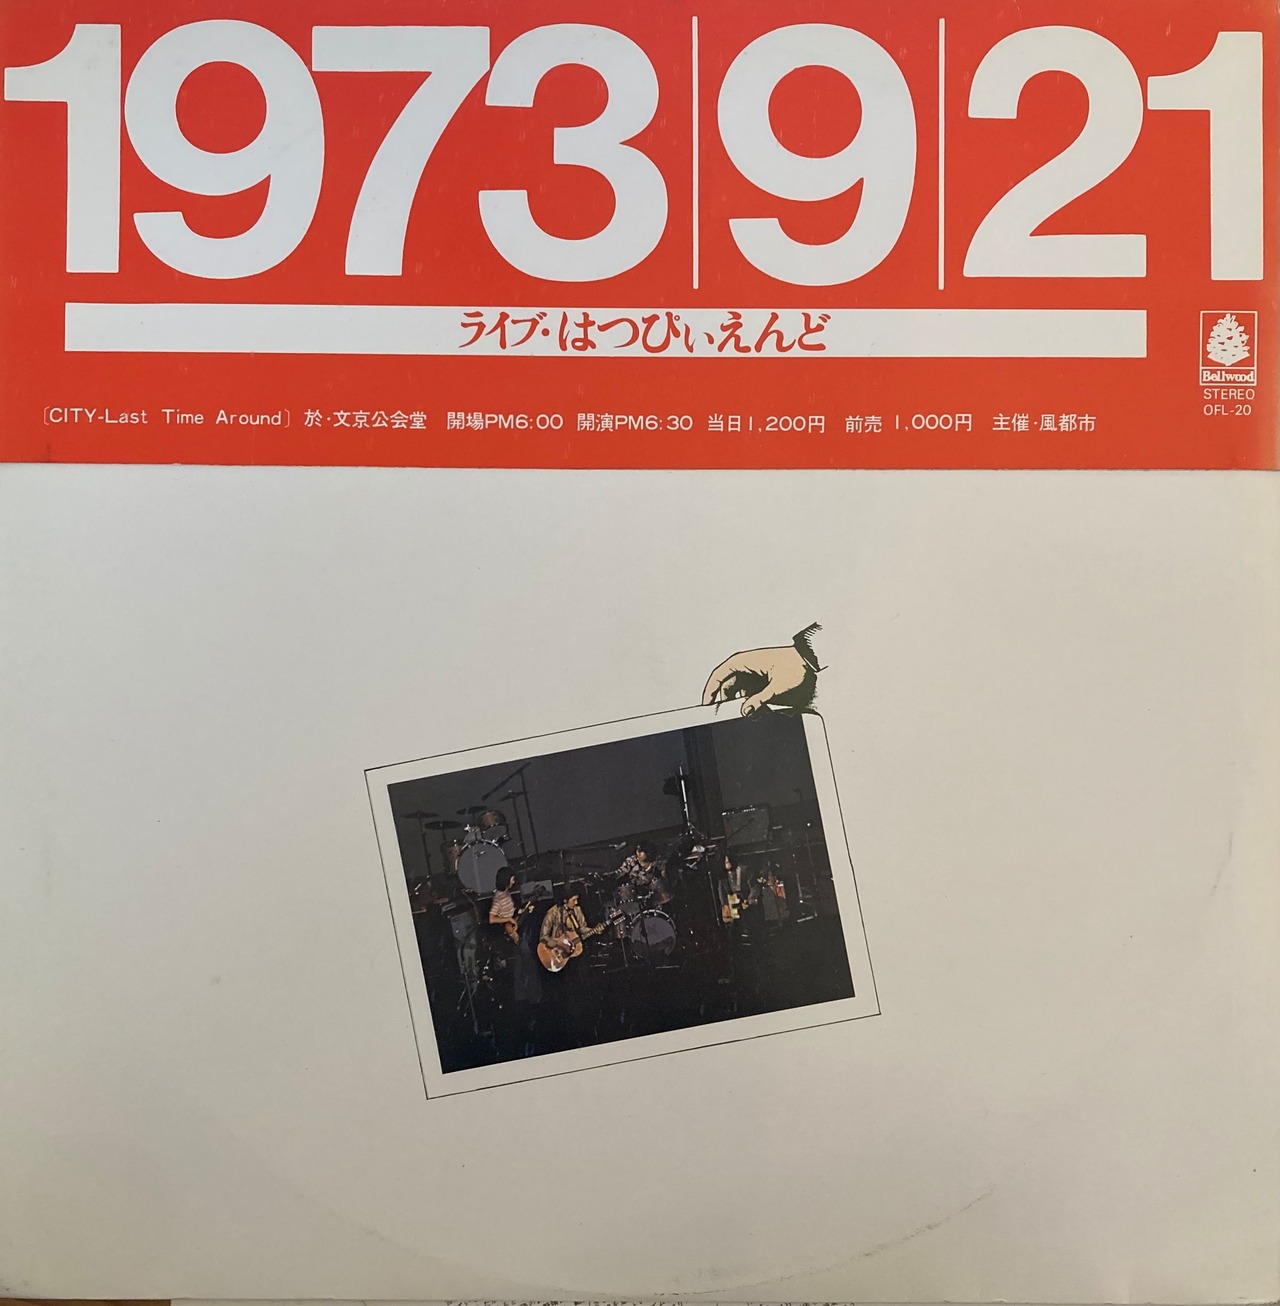 1973|9|21
ライブ・はつぴいえんど
Bellwood
STEREO
OFL-20
〔CITY-Last Time Around〕 於・文京公会堂 開場PM6:00 開演PM6:30 当日1,200円 前売 1,000円 主催・風都市